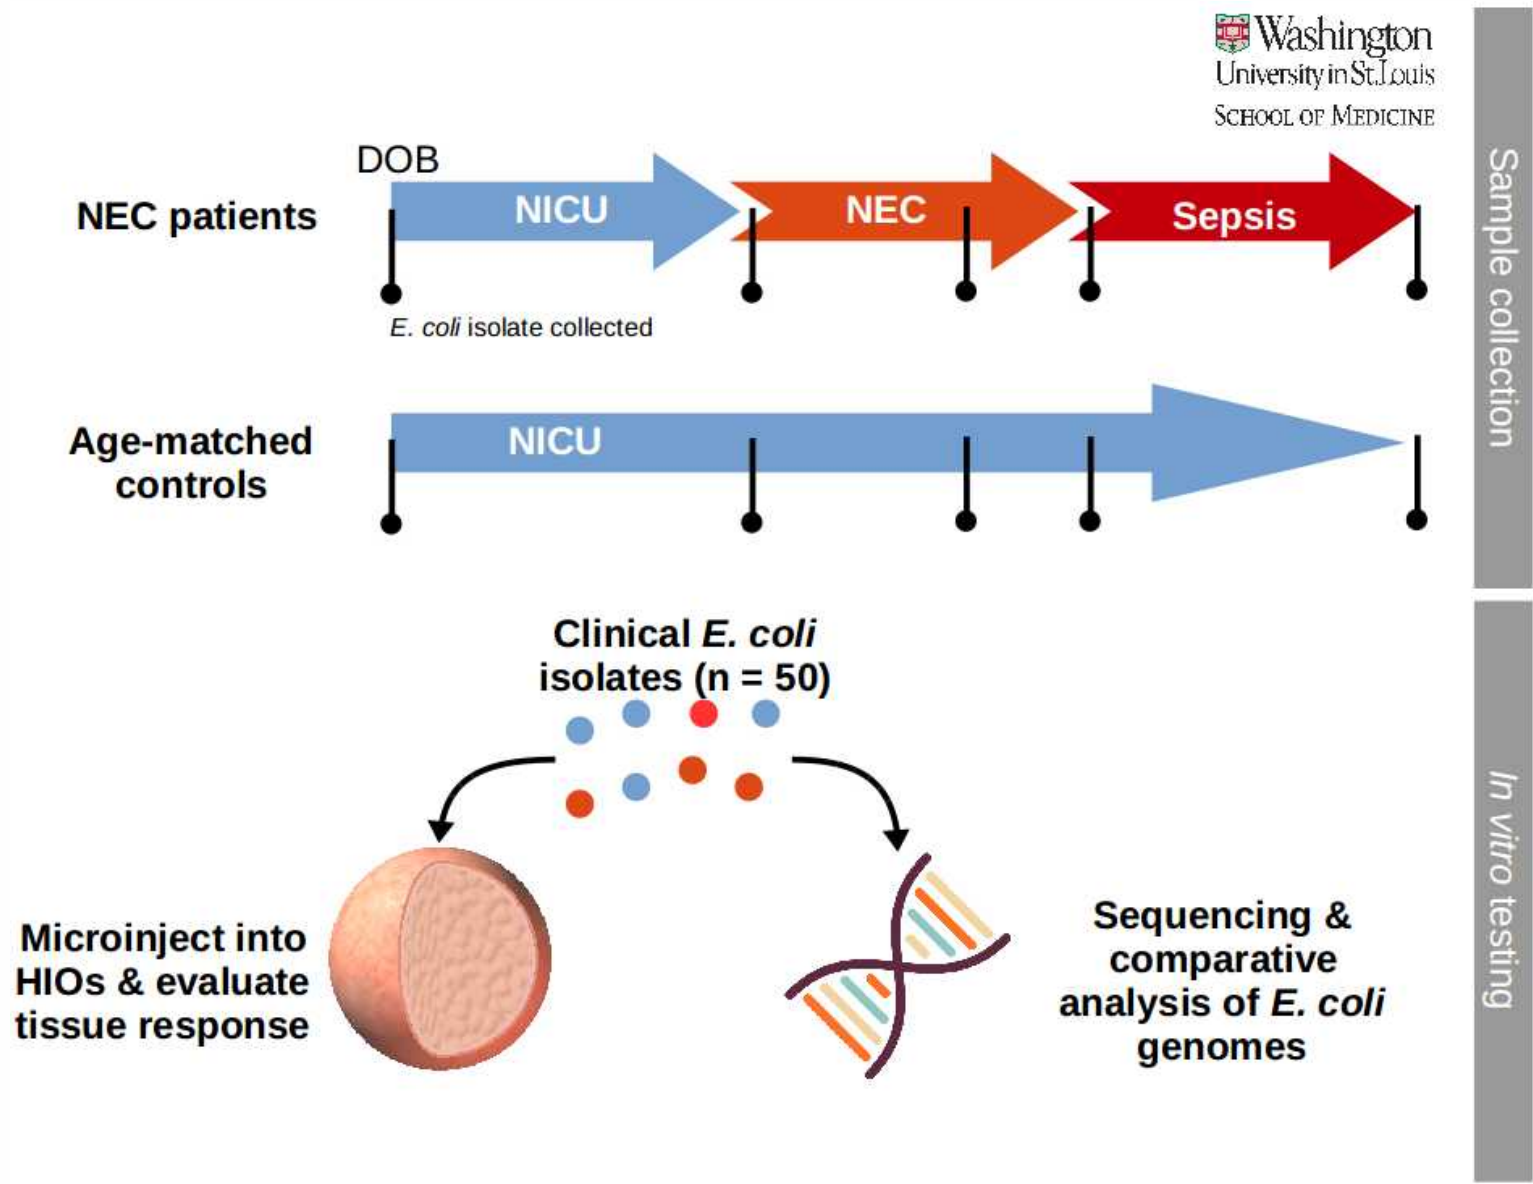 Washington
University in St. Louis
SCHOOL OF MEDICINE
DOB
NEC patients
NICU
NEC
Sepsis
E. coli isolate collected
Age-matched
controls
NICU
Sample collection
Clinical E. coli
isolates (n = 50)
Microinject into
HIOs & evaluate
tissue response
Sequencing &
comparative
analysis of E. coli
genomes
In vitro testing